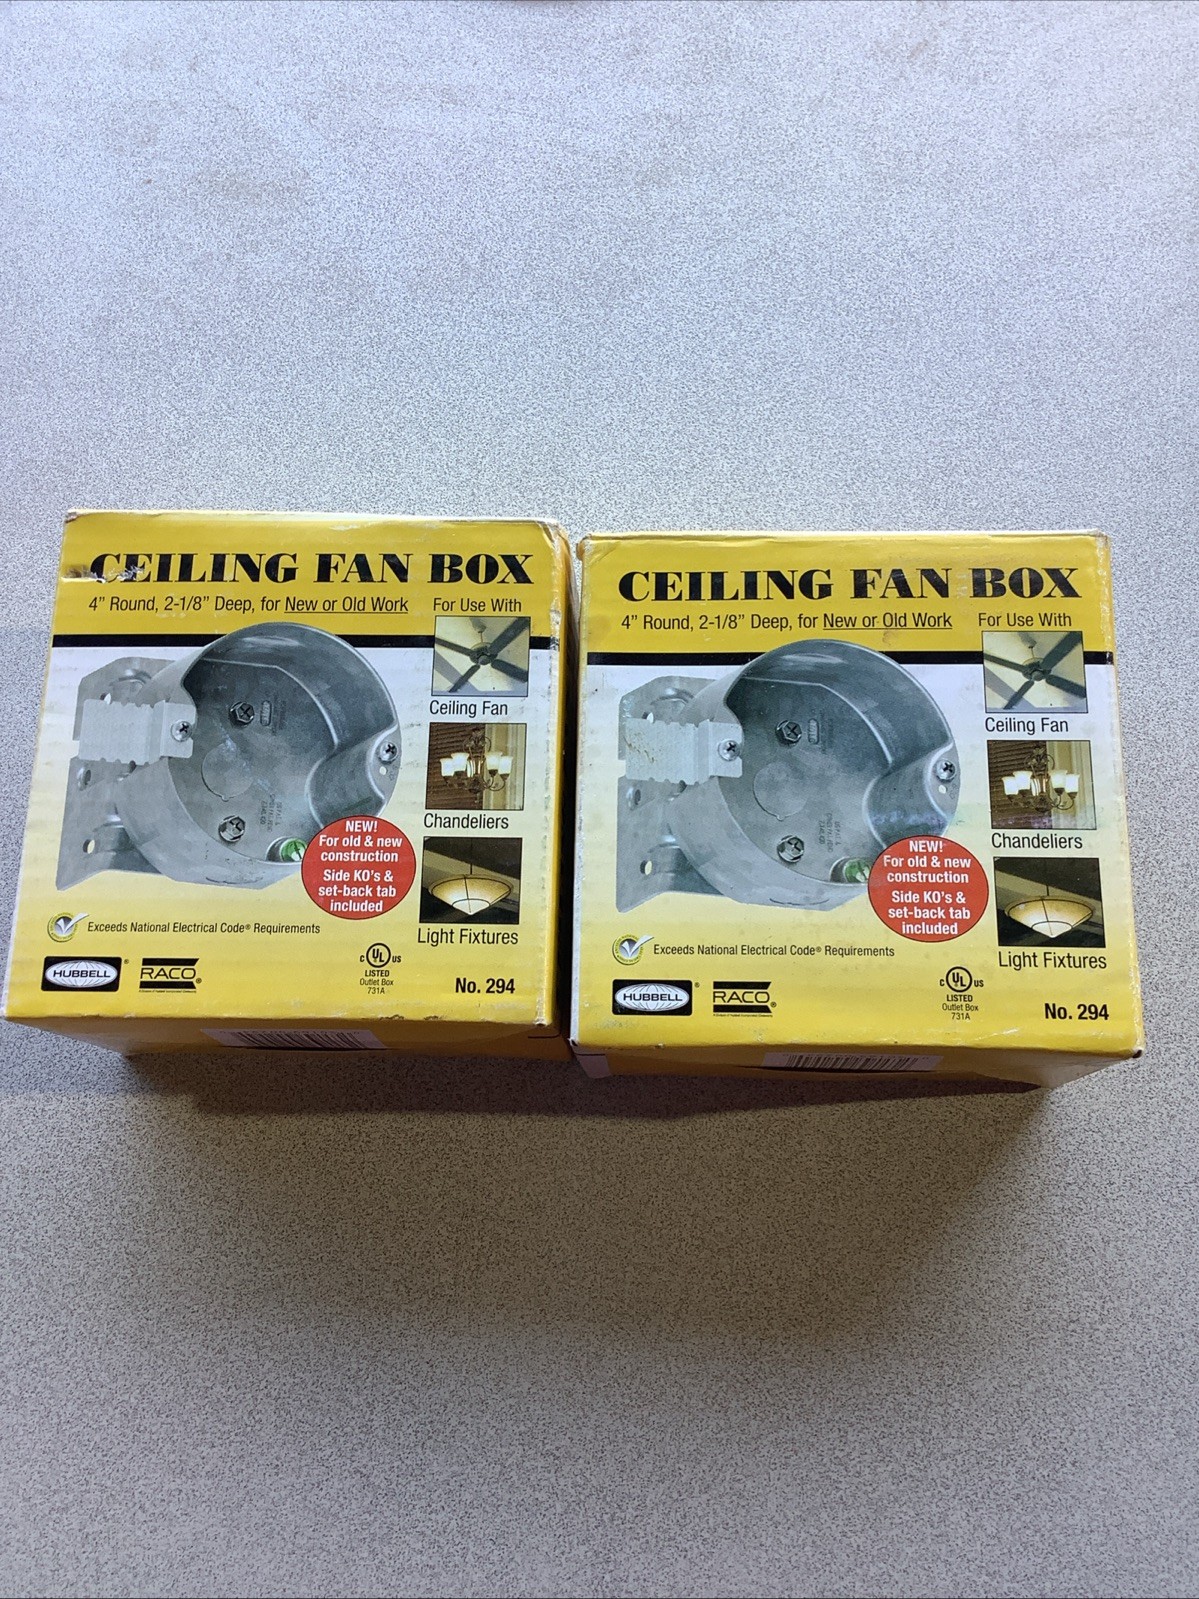 CEILING FAN BOX
4" Round, 2-1/8" Deep, for New or Old Work
For Use With
Ceiling Fan
Chandeliers
Light Fixtures
NEW!
For old & new
construction
Side KO's &
set-back tab
included
Exceeds National Electrical Code® Requirements
HUBBELL®
RACO®
C UL US
LISTED
Outlet Box
731A
No. 294
CEILING FAN BOX
4" Round, 2-1/8" Deep, for New or Old Work
For Use With
Ceiling Fan
Chandeliers
Light Fixtures
NEW!
For old & new
construction
Side KO's &
set-back tab
included
Exceeds National Electrical Code® Requirements
HUBBELL®
RACO®
C UL US
LISTED
Outlet Box
731A
No. 294